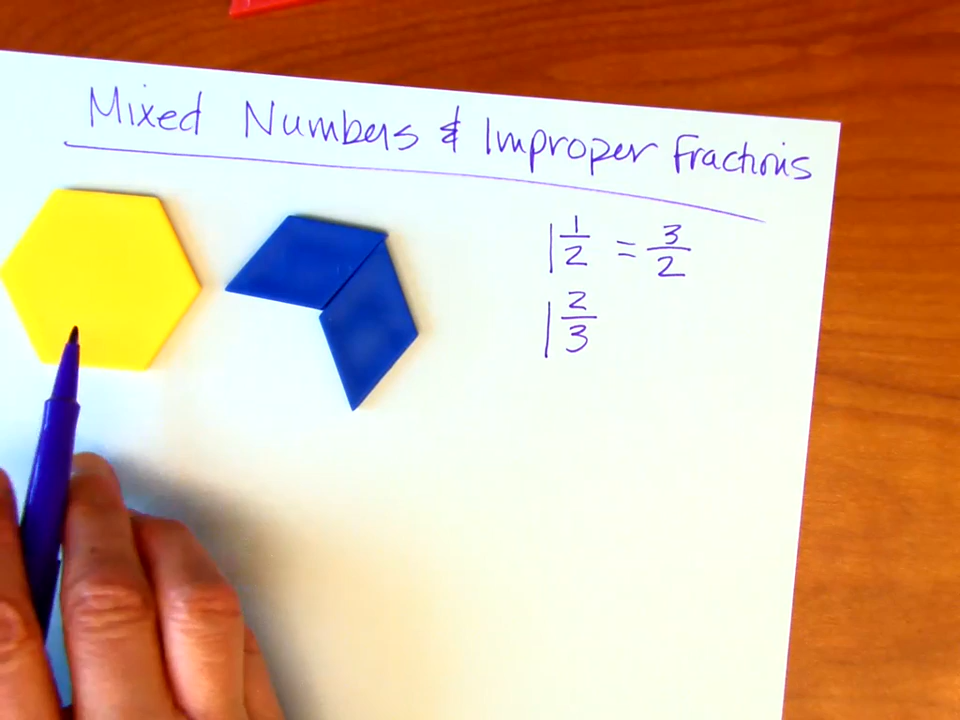 Mixed Numbers & Improper Fractions
1 1/2 = 3/2
1 2/3